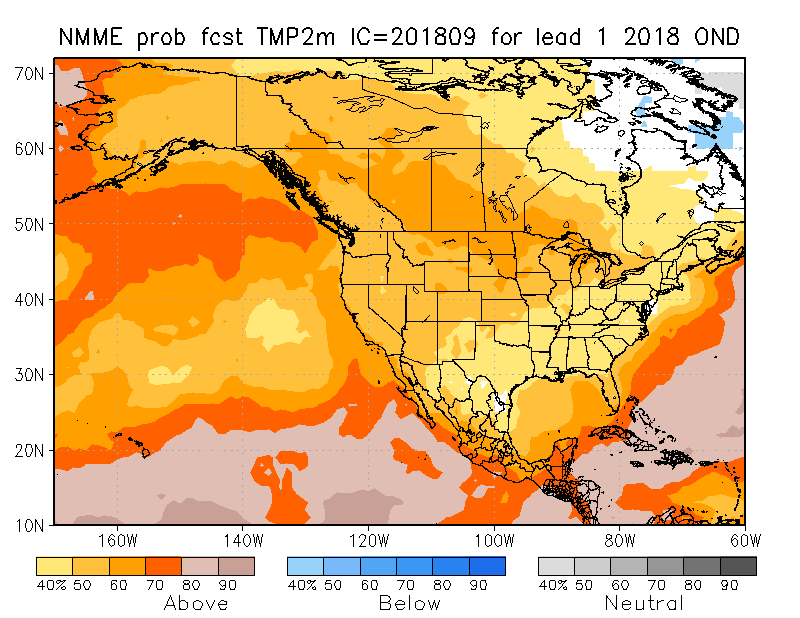 NMME prob fcst TMP2m IC=201809 for lead 1 2018 OND
70N
60N
50N
40N
30N
20N
10N
160W 140W 120W 100W 80W 60W
40% 50 60 70 80 90 40% 50 60 70 80 90 40% 50 60 70 80 90
Above Below Neutral